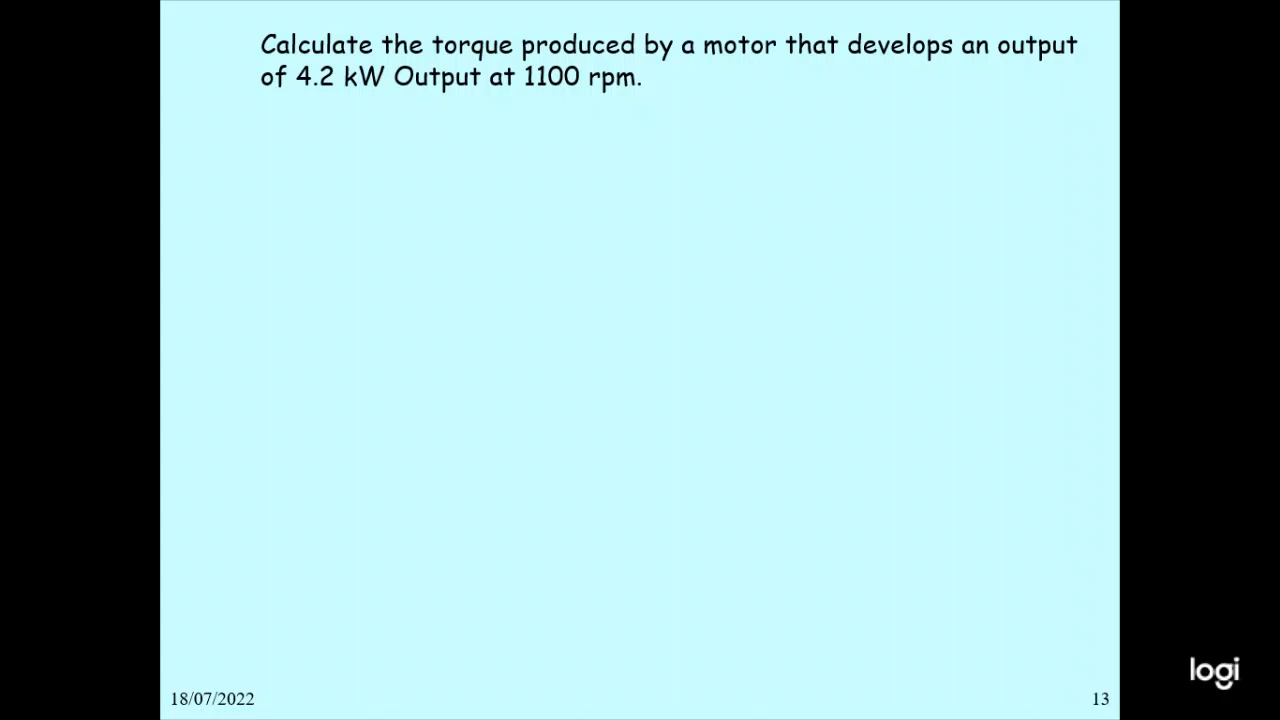 Calculate the torque produced by a motor that develops an output
of 4.2 kW Output at 1100 rpm.
18/07/2022
13
logi